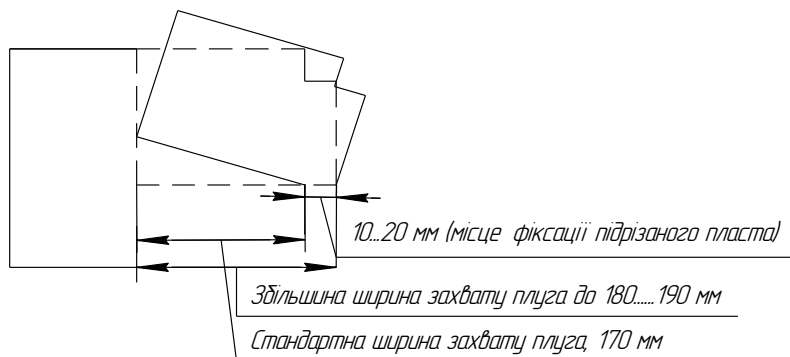 10...20 мм (місце фіксації підрізаного пласта)
Збільшина ширина захвату плуга до 180.....190 мм
Стандартна ширина захвату плуга, 170 мм